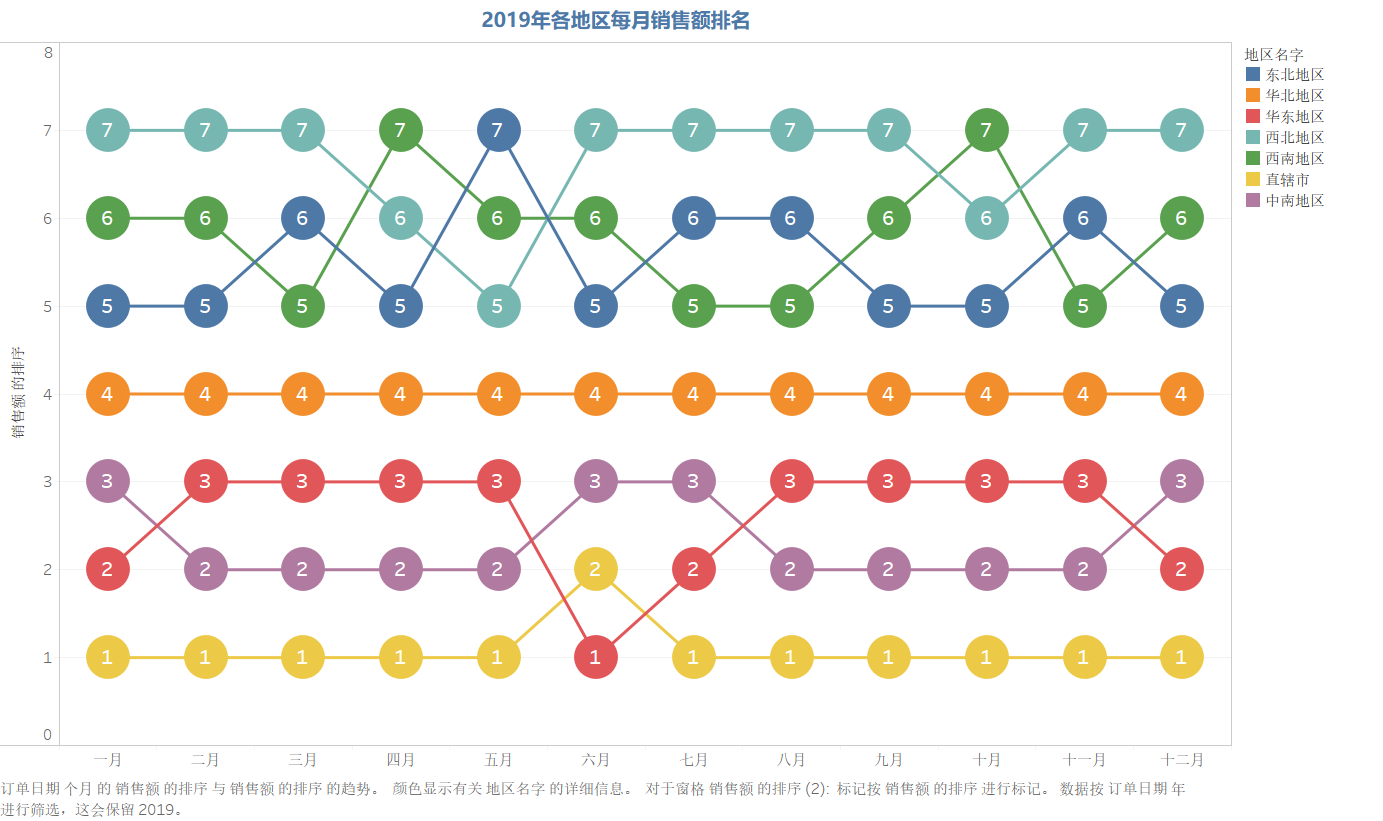 2019年各地区每月销售额排名
地区名字
东北地区
华北地区
华东地区
西北地区
西南地区
直辖市
中南地区
销售额 的排序
8
7 7 7 7 7 7 7 7 7 7 7 7 7
6 6 6 6 6 6 6 6 6 6 6 6 6
5 5 5 5 5 5 5 5 5 5 5 5 5
4 4 4 4 4 4 4 4 4 4 4 4 4
3 3 3 3 3 3 3 3 3 3 3 3 3
2 2 2 2 2 2 2 2 2 2 2 2 2
1 1 1 1 1 1 1 1 1 1 1 1 1
0
一月 二月 三月 四月 五月 六月 七月 八月 九月 十月 十一月 十二月
订单日期 个月 的 销售额 的排序 与 销售额 的排序 的趋势。 颜色显示有关 地区名字 的详细信息。 对于窗格 销售额 的排序 (2): 标记按 销售额 的排序 进行标记。 数据按 订单日期 年
进行筛选，这会保留 2019。